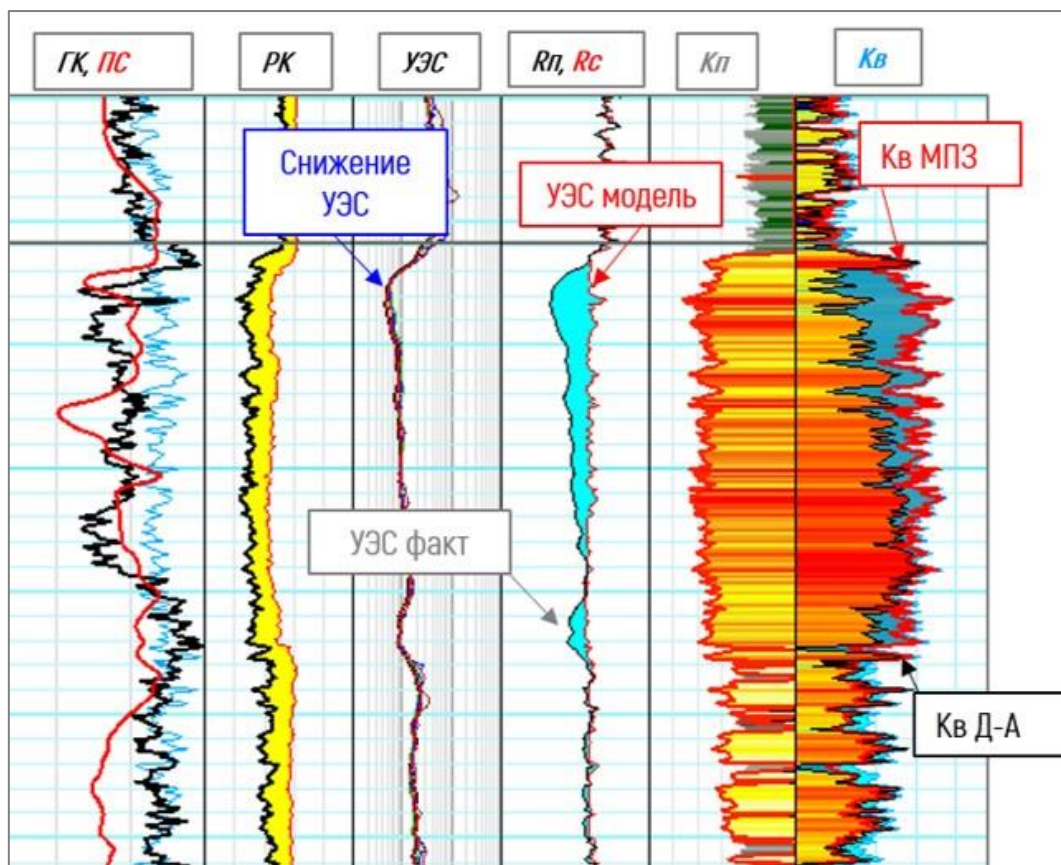 ГК, ПС
РК
УЭС
Rп, Rс
Кп
Кв
Снижение
УЭС
УЭС модель
Кв МПЗ
УЭС факт
Кв Д-А